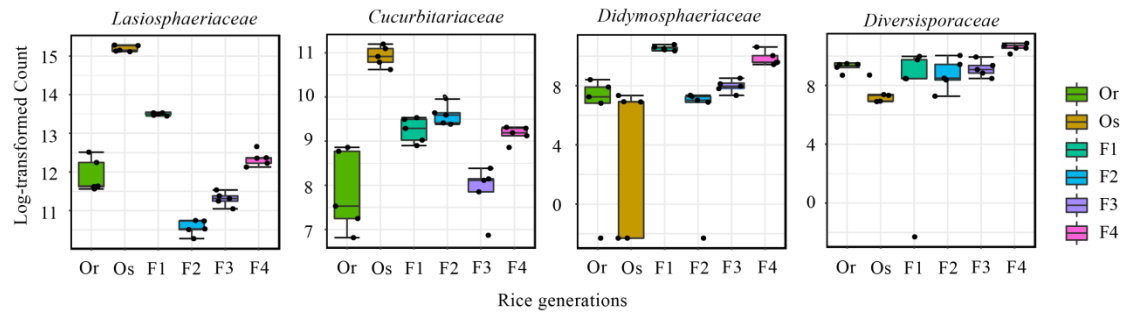 Lasiosphaeriaceae
Cucurbitariaceae
Didymosphaeriaceae
Diversisporaceae
Log-transformed Count
15
14
13
12
11
11
10
9
8
7
8
4
0
8
4
0
Or Os F1 F2 F3 F4
Or Os F1 F2 F3 F4
Or Os F1 F2 F3 F4
Or Os F1 F2 F3 F4
Rice generations
Or
Os
F1
F2
F3
F4